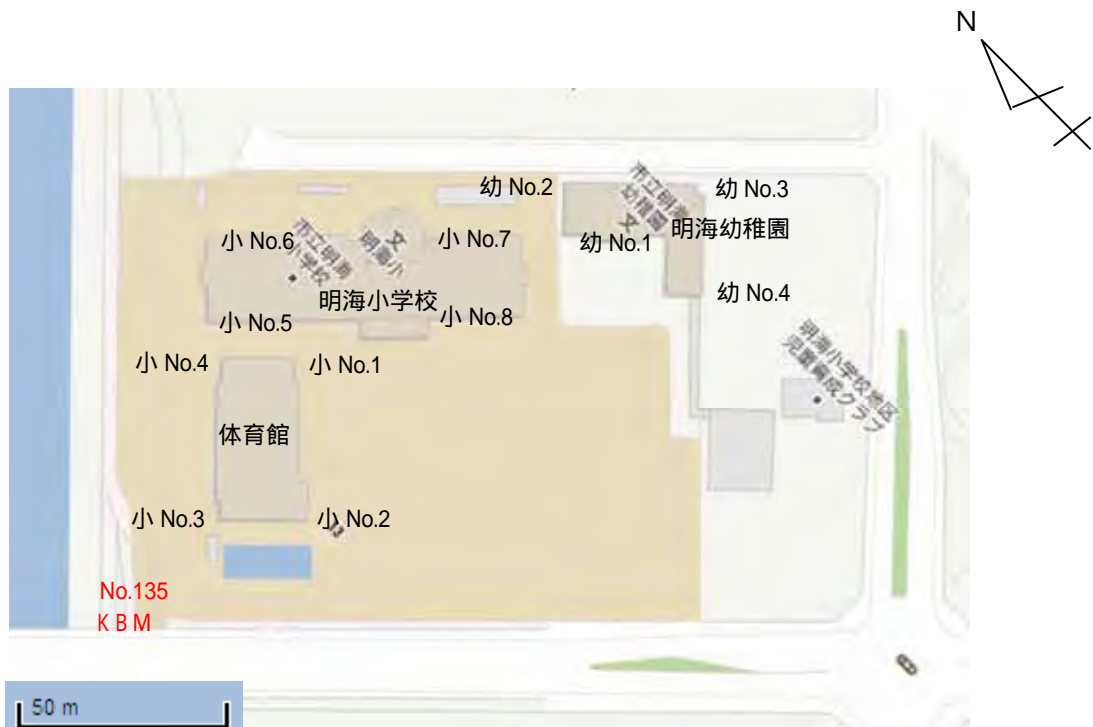 N
幼 No.2
市立明海
幼稚園
文
幼 No.3
明海幼稚園
幼 No.1
小 No.6
市立明海
小学校
文
明海小
小 No.7
幼 No.4
明海小学校
小 No.5
小 No.8
明海小学校地区
児童育成クラブ
小 No.4
小 No.1
体育館
小 No.3
小 No.2
13
No.135
KBM
50 m